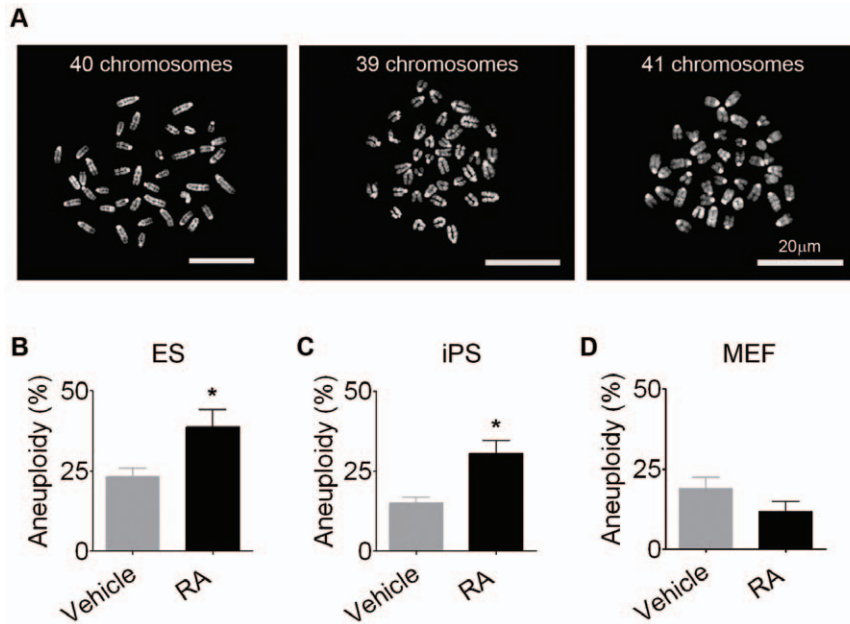 A
40 chromosomes
39 chromosomes
41 chromosomes
20μm
B
ES
Aneuploidy (%)
50
25
0
*
Vehicle
RA
C
iPS
Aneuploidy (%)
50
25
0
*
Vehicle
RA
D
MEF
Aneuploidy (%)
50
25
0
Vehicle
RA